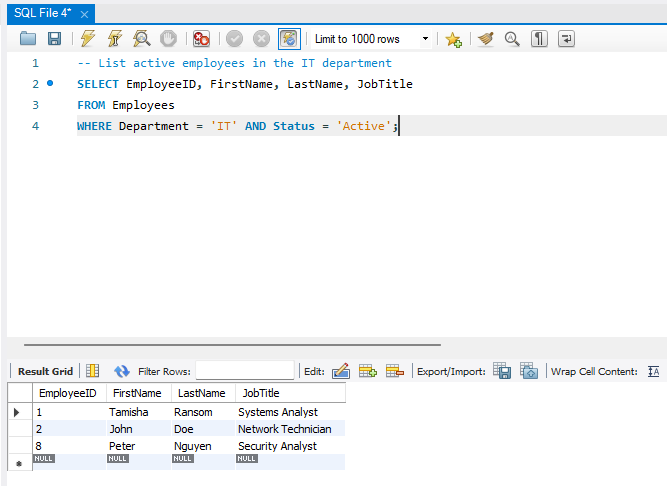 SQL File 4*
Limit to 1000 rows
1 -- List active employees in the IT department
2 SELECT EmployeeID, FirstName, LastName, JobTitle
3 FROM Employees
4 WHERE Department = 'IT' AND Status = 'Active';
Result Grid Filter Rows: Edit: Export/Import: Wrap Cell Content:
EmployeeID FirstName LastName JobTitle
1 Tamisha Ransom Systems Analyst
2 John Doe Network Technician
8 Peter Nguyen Security Analyst
NULL NULL NULL NULL